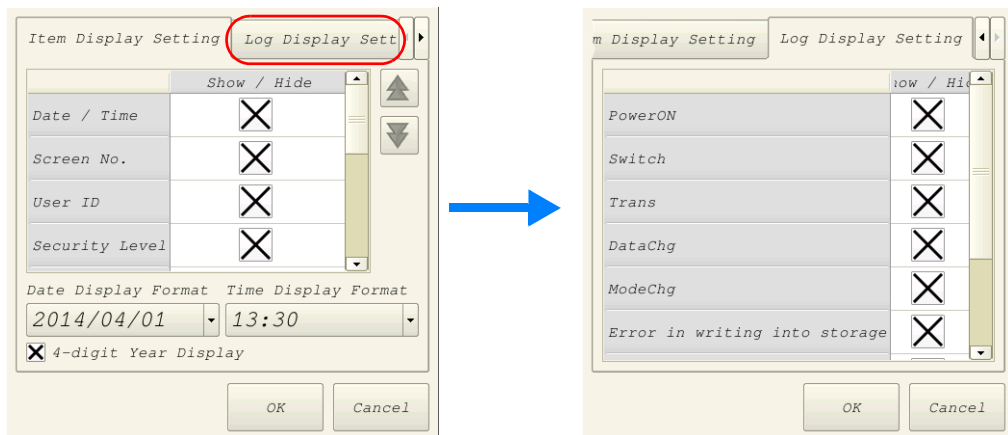 Item Display Setting
Log Display Sett
Show / Hide
Date / Time
Screen No.
User ID
Security Level
Date Display Format
Time Display Format
2014/04/01
13:30
4-digit Year Display
OK
Cancel
m Display Setting
Log Display Setting
ow / Hid
PowerON
Switch
Trans
DataChg
ModeChg
Error in writing into storage
OK
Cancel